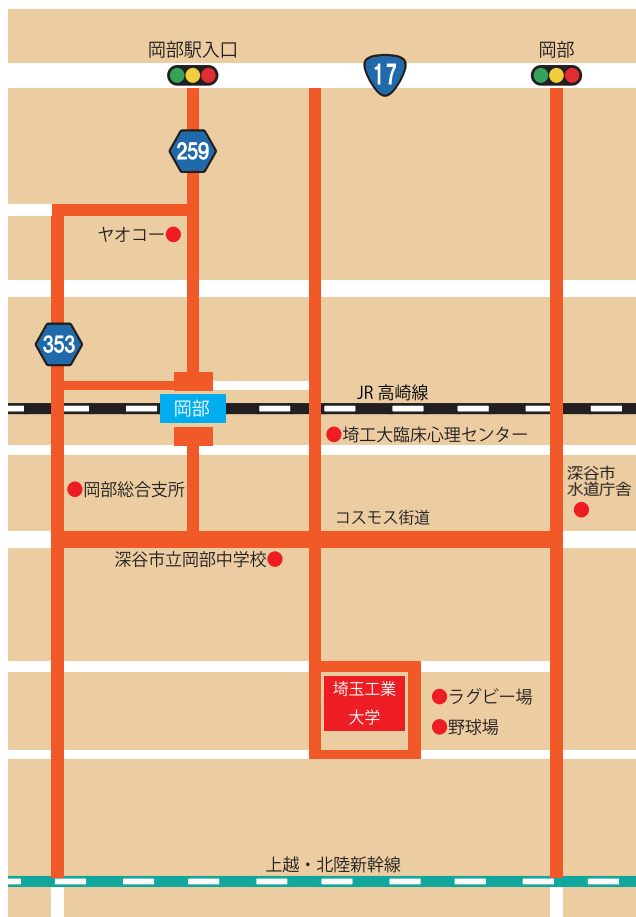 岡部駅入口
岡部
17
259
ヤオコー
353
JR 高崎線
岡部
埼工大臨床心理センター
深谷市
水道庁舎
岡部総合支所
コスモス街道
深谷市立岡部中学校
埼玉工業
大学
ラグビー場
野球場
上越・北陸新幹線